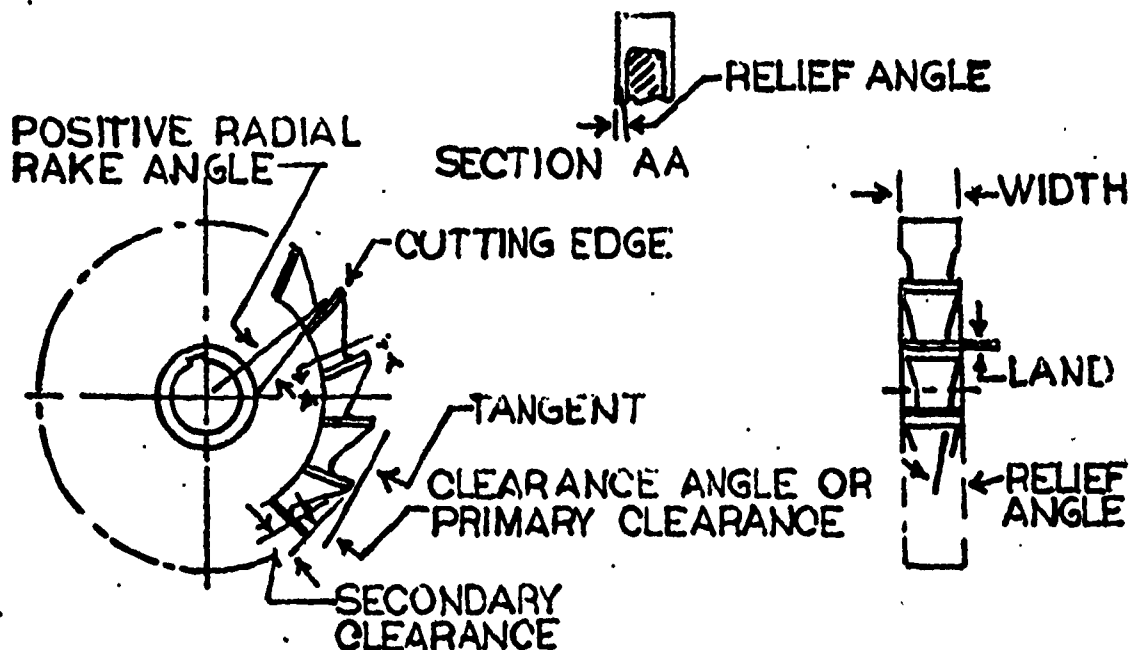 RELIEF ANGLE
SECTION AA
POSITIVE RADIAL
RAKE ANGLE
WIDTH
CUTTING EDGE
LAND
TANGENT
CLEARANCE ANGLE OR
PRIMARY CLEARANCE
RELIEF
ANGLE
SECONDARY
CLEARANCE